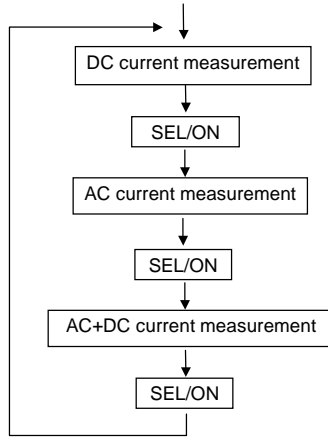 DC current measurement
SEL/ON
AC current measurement
SEL/ON
AC+DC current measurement
SEL/ON